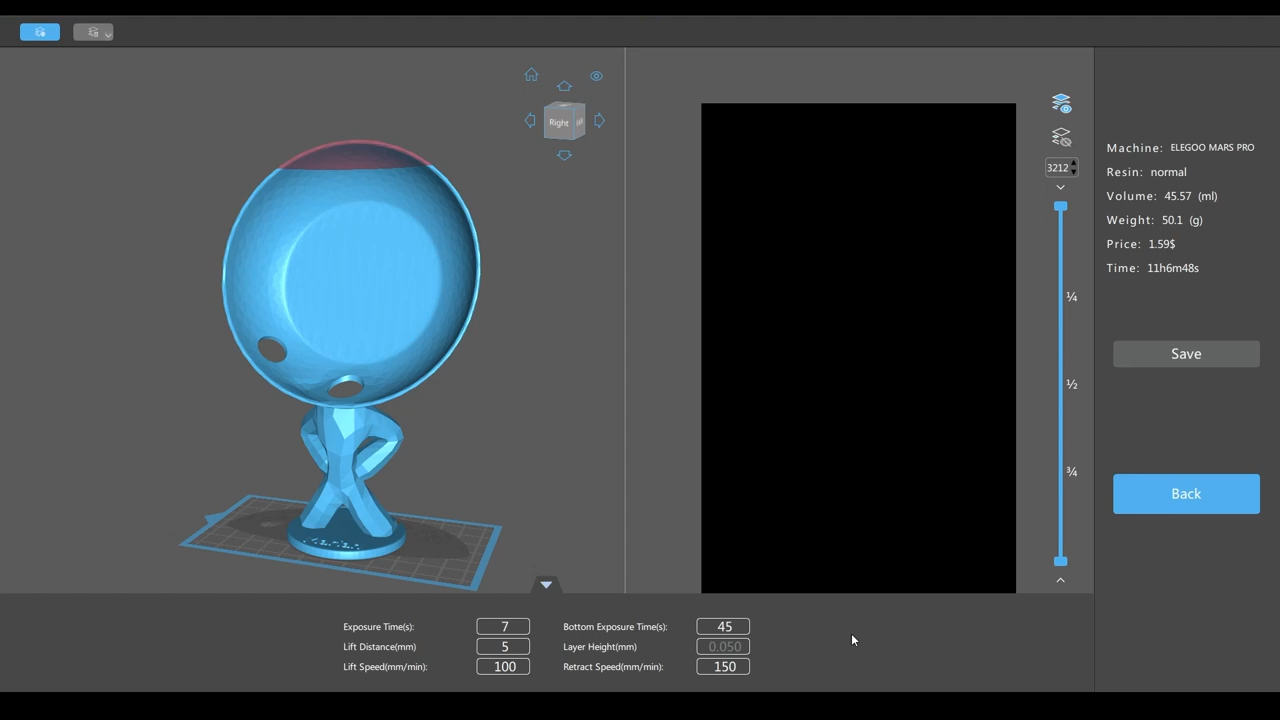 Right
3212
¼
½
¾
Machine: ELEGOO MARS PRO
Resin: normal
Volume: 45.57 (ml)
Weight: 50.1 (g)
Price: 1.59$
Time: 11h6m48s
Save
Back
Exposure Time(s): 7 Bottom Exposure Time(s): 45
Lift Distance(mm) 5 Layer Height(mm) 0.050
Lift Speed(mm/min): 100 Retract Speed(mm/min): 150